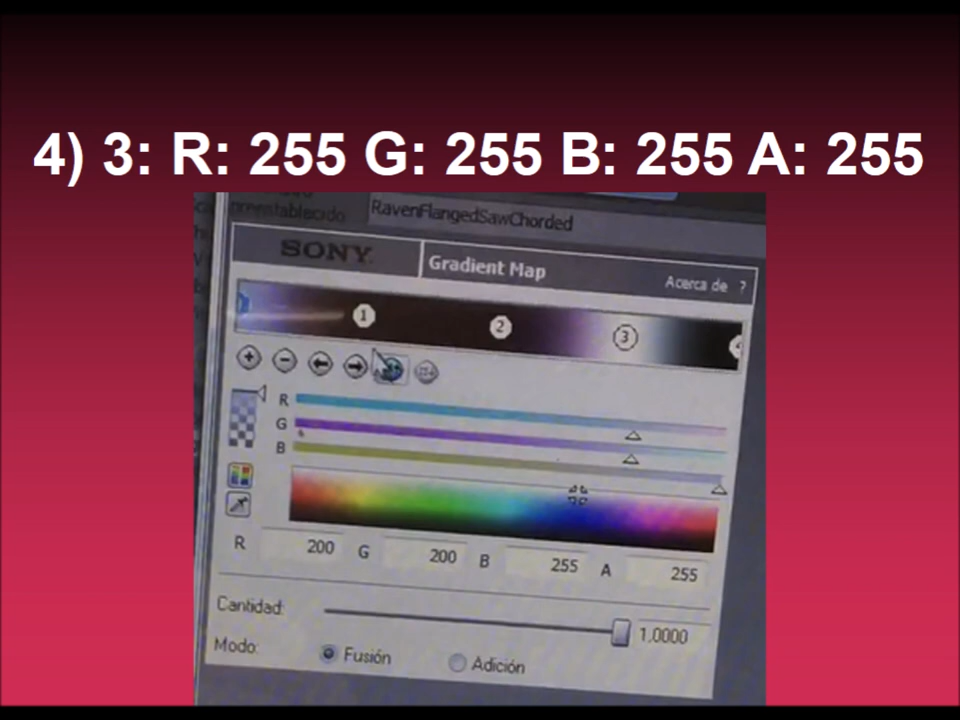 4) 3: R: 255 G: 255 B: 255 A: 255
preestablecido RavenFlangedSawChorded
SONY Gradient Map Acerca de ?
1 2 3
R
G
B
R 200 G 200 B 255 A 255
Cantidad: 1,0000
Modo: Fusión Adición